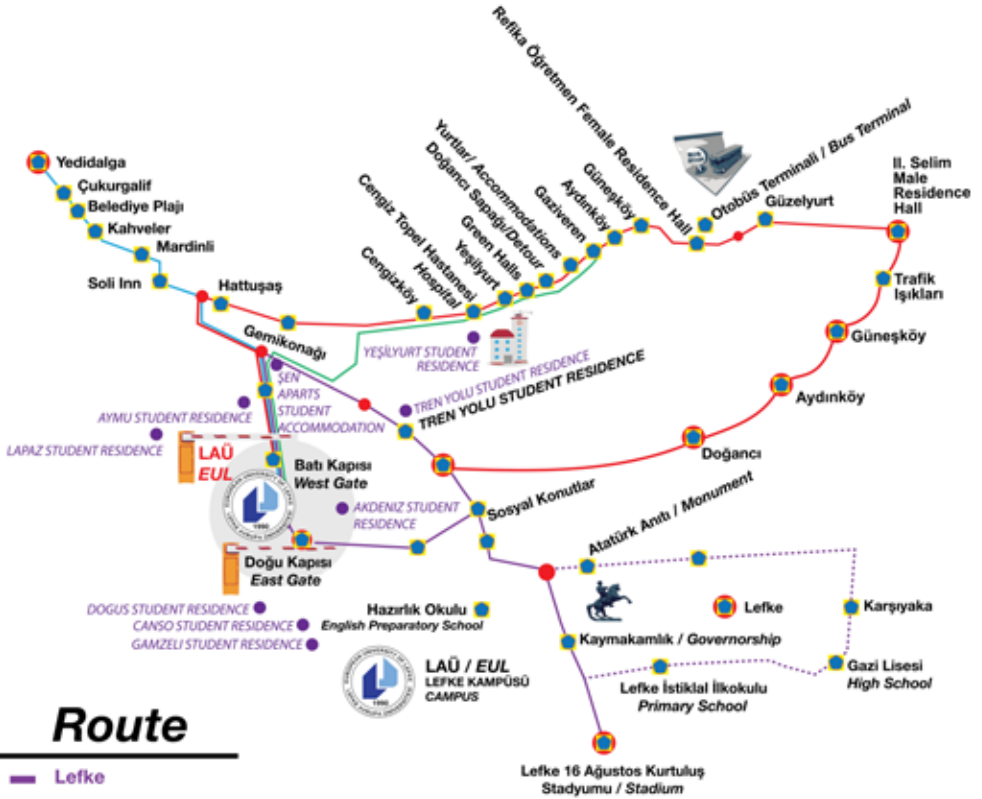 Refika Öğretmen Female Residence Hall
Otobüs Terminali / Bus Terminal
Yurtlar/ Accommodations
Doğancı Sapağı/Detour
Güneşköy
Aydınköy
Gaziveren
Green Halls
Yeşilyurt
Cengiz Topel Hastanesi
Hospital
Cengizköy
Güzelyurt
II. Selim
Male
Residence
Hall
Yedidalga
Çukurgalif
Belediye Plajı
Kahveler
Mardinli
Soli Inn
Hattuşaş
Gemikonağı
Trafik
Işıkları
Güneşköy
Aydınköy
Doğancı
YEŞİLYURT STUDENT
RESIDENCE
TREN YOLU STUDENT RESIDENCE
TREN YOLU STUDENT RESIDENCE
ŞEN
APARTS
STUDENT
ACCOMMODATION
AYMU STUDENT RESIDENCE
LAPAZ STUDENT RESIDENCE
LAÜ
EUL
Batı Kapısı
West Gate
AKDENIZ STUDENT
RESIDENCE
Sosyal Konutlar
Atatürk Anıtı / Monument
Doğu Kapısı
East Gate
DOGUS STUDENT RESIDENCE
CANSO STUDENT RESIDENCE
GAMZELI STUDENT RESIDENCE
Hazırlık Okulu
English Preparatory School
Lefke
Karşıyaka
Kaymakamlık / Governorship
Gazi Lisesi
High School
LAÜ / EUL
LEFKE KAMPÜSÜ
CAMPUS
Lefke İstiklal İlkokulu
Primary School
Route
Lefke
Lefke 16 Ağustos Kurtuluş
Stadyumu / Stadium